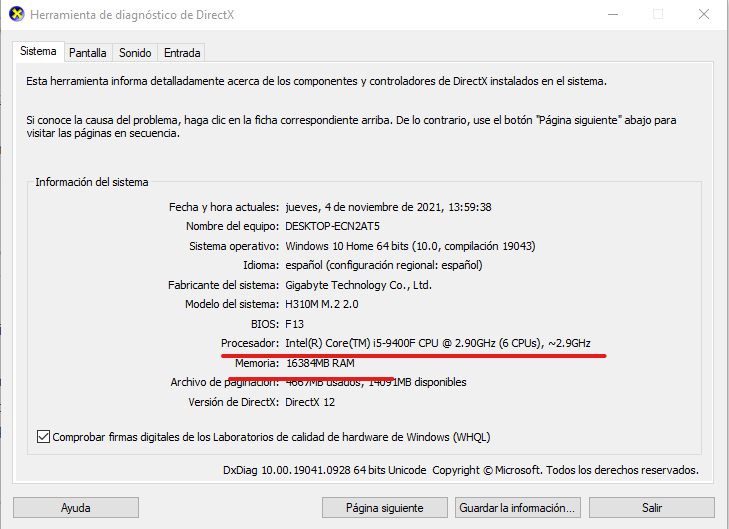 Herramienta de diagnóstico de DirectX
Sistema Pantalla Sonido Entrada
Esta herramienta informa detalladamente acerca de los componentes y controladores de DirectX instalados en el sistema.
Si conoce la causa del problema, haga clic en la ficha correspondiente arriba. De lo contrario, use el botón "Página siguiente" abajo para
visitar las páginas en secuencia.
Información del sistema
Fecha y hora actuales: jueves, 4 de noviembre de 2021, 13:59:38
Nombre del equipo: DESKTOP-ECN2AT5
Sistema operativo: Windows 10 Home 64 bits (10.0, compilación 19043)
Idioma: español (configuración regional: español)
Fabricante del sistema: Gigabyte Technology Co., Ltd.
Modelo del sistema: H310M M.2 2.0
BIOS: F13
Procesador: Intel(R) Core(TM) i5-9400F CPU @ 2.90GHz (6 CPUs), ~2.9GHz
Memoria: 16384MB RAM
Archivo de paginación: 4667MB usados, 14091MB disponibles
Versión de DirectX: DirectX 12
Comprobar firmas digitales de los Laboratorios de calidad de hardware de Windows (WHQL)
DxDiag 10.00.19041.0928 64 bits Unicode Copyright © Microsoft. Todos los derechos reservados.
Ayuda Página siguiente Guardar la información... Salir